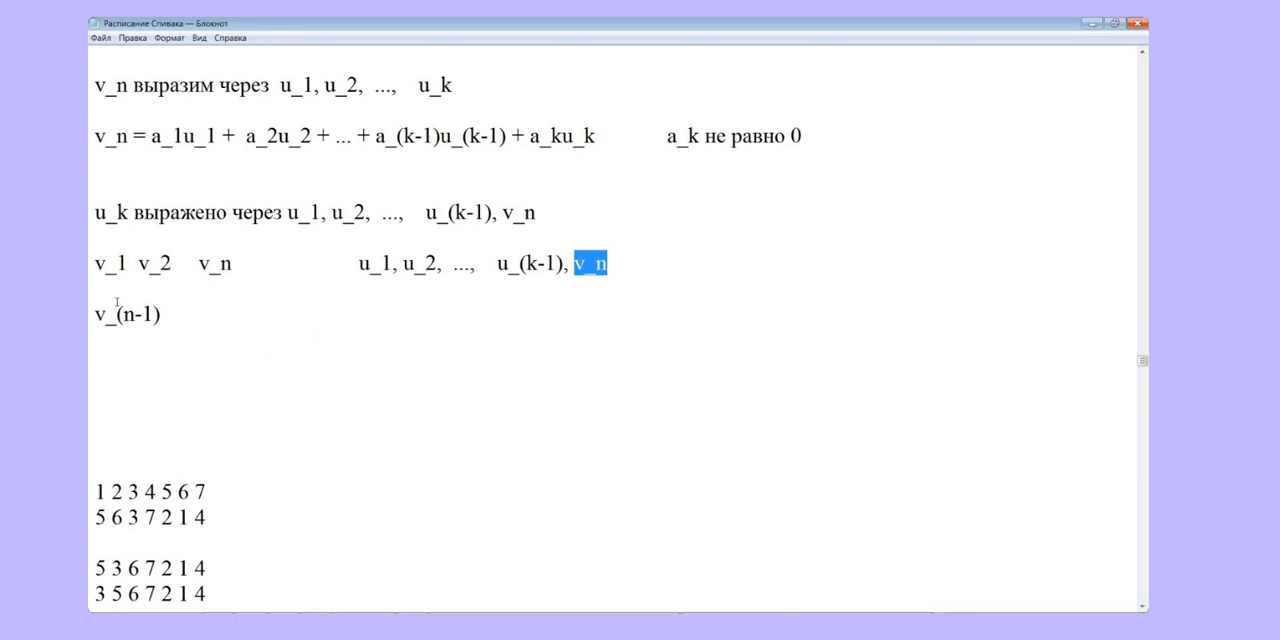 Расписание Спивака — Блокнот
Файл Правка Формат Вид Справка
v_n выразим через u_1, u_2, ..., u_k
v_n = a_1u_1 + a_2u_2 + ... + a_(k-1)u_(k-1) + a_ku_k a_k не равно 0
u_k выражено через u_1, u_2, ..., u_(k-1), v_n
v_1 v_2 v_n u_1, u_2, ..., u_(k-1), v_n
v_(n-1)
1 2 3 4 5 6 7
5 6 3 7 2 1 4
5 3 6 7 2 1 4
3 5 6 7 2 1 4